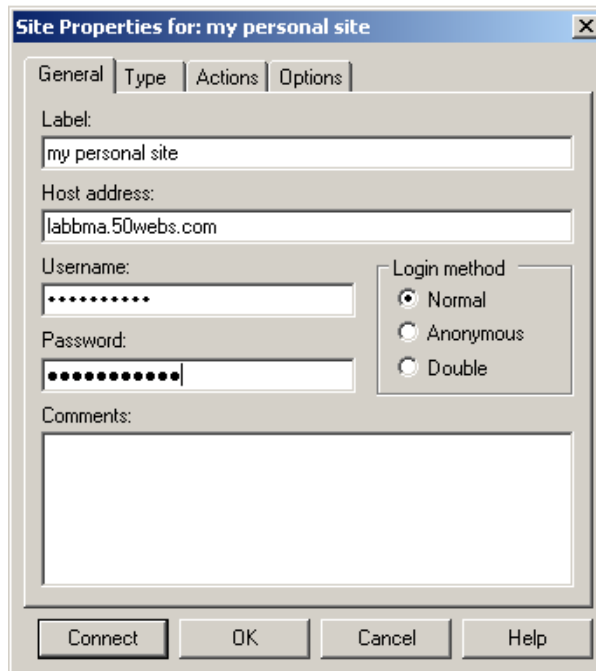 Site Properties for: my personal site
General Type Actions Options
Label:
my personal site
Host address:
labbma.50webs.com
Username:
••••••••••
Login method
Normal
Password:
Anonymous
•••••••••••
Double
Comments:
Connect OK Cancel Help